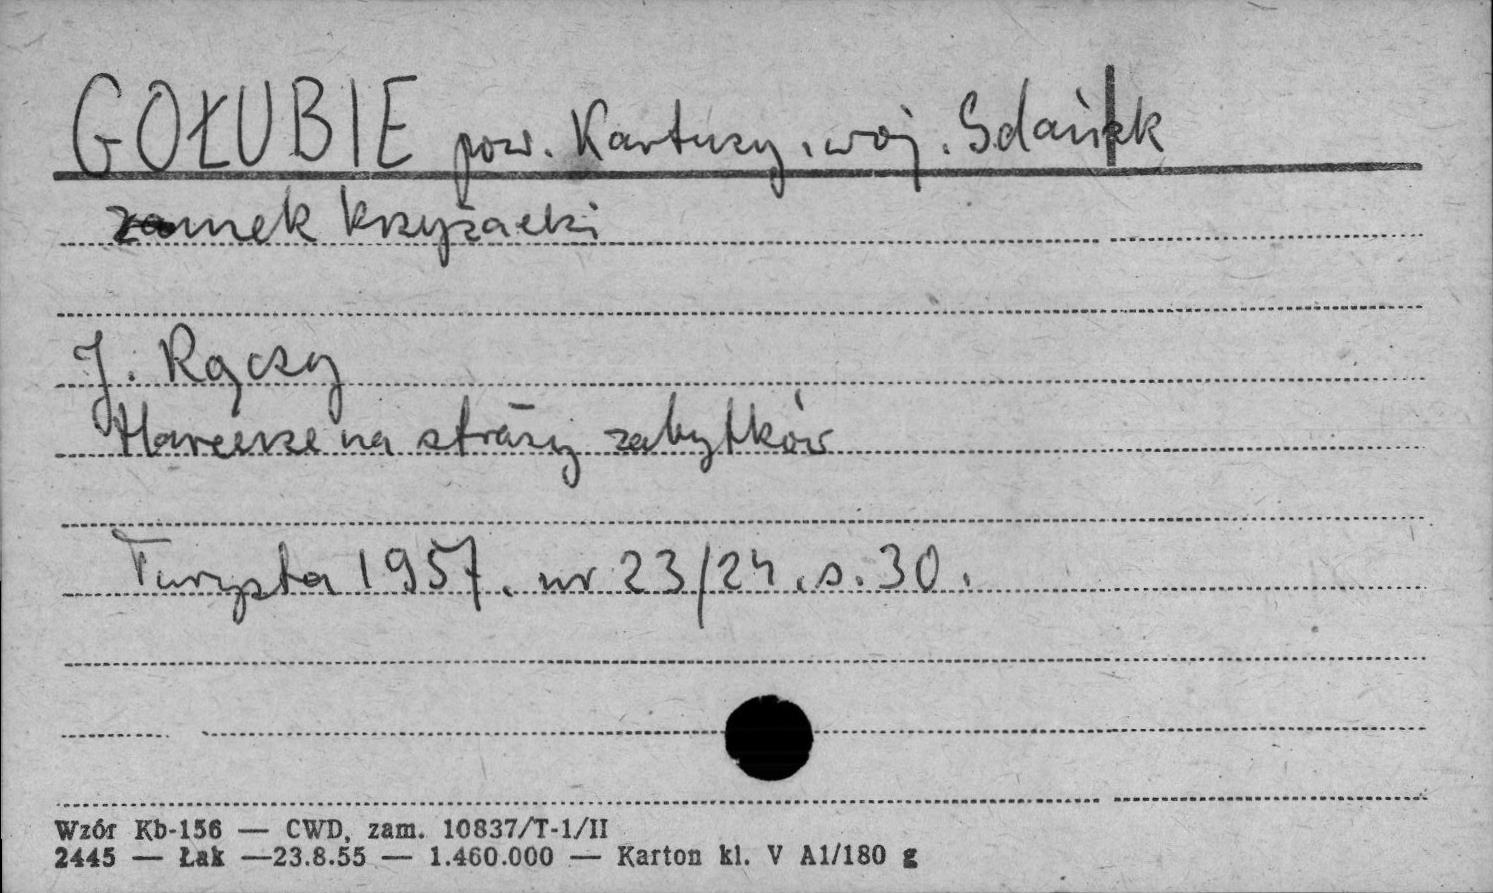 GOŁUBIE pow. Kartuzy, woj. Gdańsk
zamek krzyżacki
J. Rączy
Harcerze na straży zabytków
Turysta 1957. nr 23/24. s. 30.
Wzór Kb-156 — CWD, zam. 10837/T-1/II
2445 — Łak —23.8.55 — 1.460.000 — Karton kl. V A1/180 g